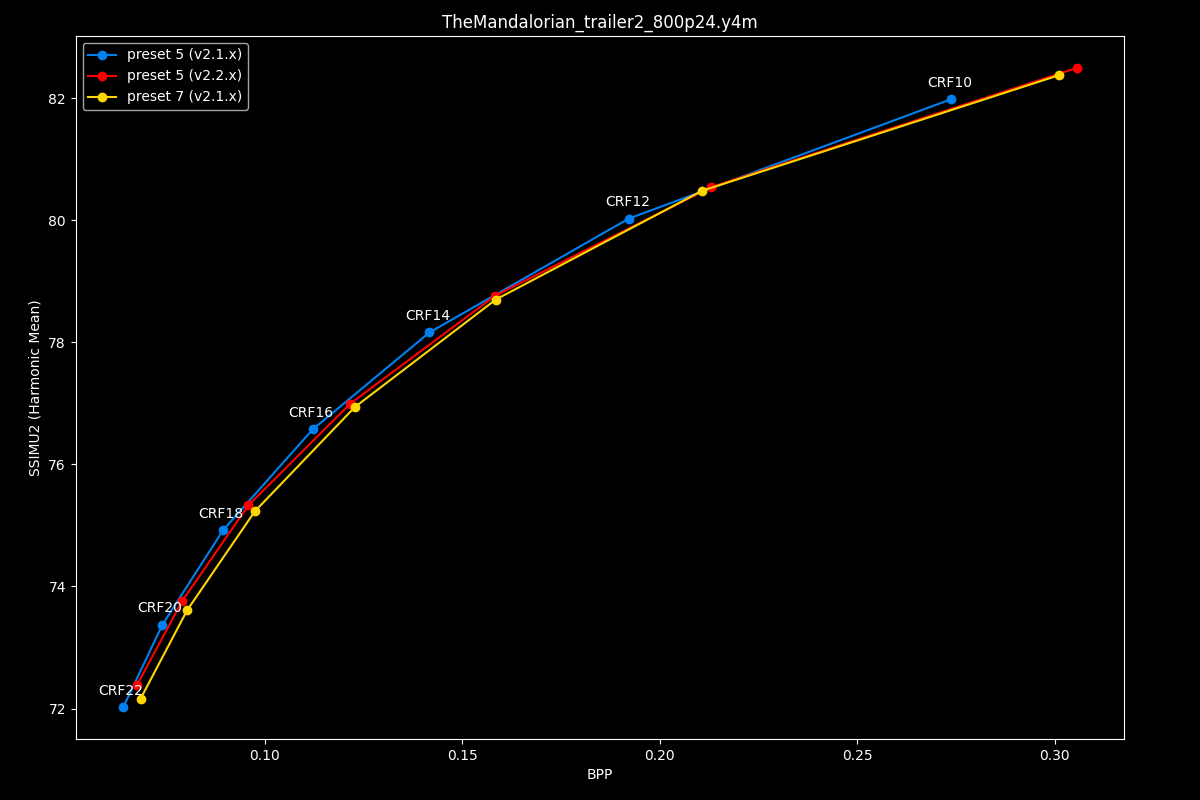 TheMandalorian_trailer2_800p24.y4m
preset 5 (v2.1.x)
preset 5 (v2.2.x)
preset 7 (v2.1.x)
CRF10
CRF12
CRF14
CRF16
CRF18
CRF20
CRF22
82
80
78
76
74
72
SSIMU2 (Harmonic Mean)
0.10 0.15 0.20 0.25 0.30
BPP